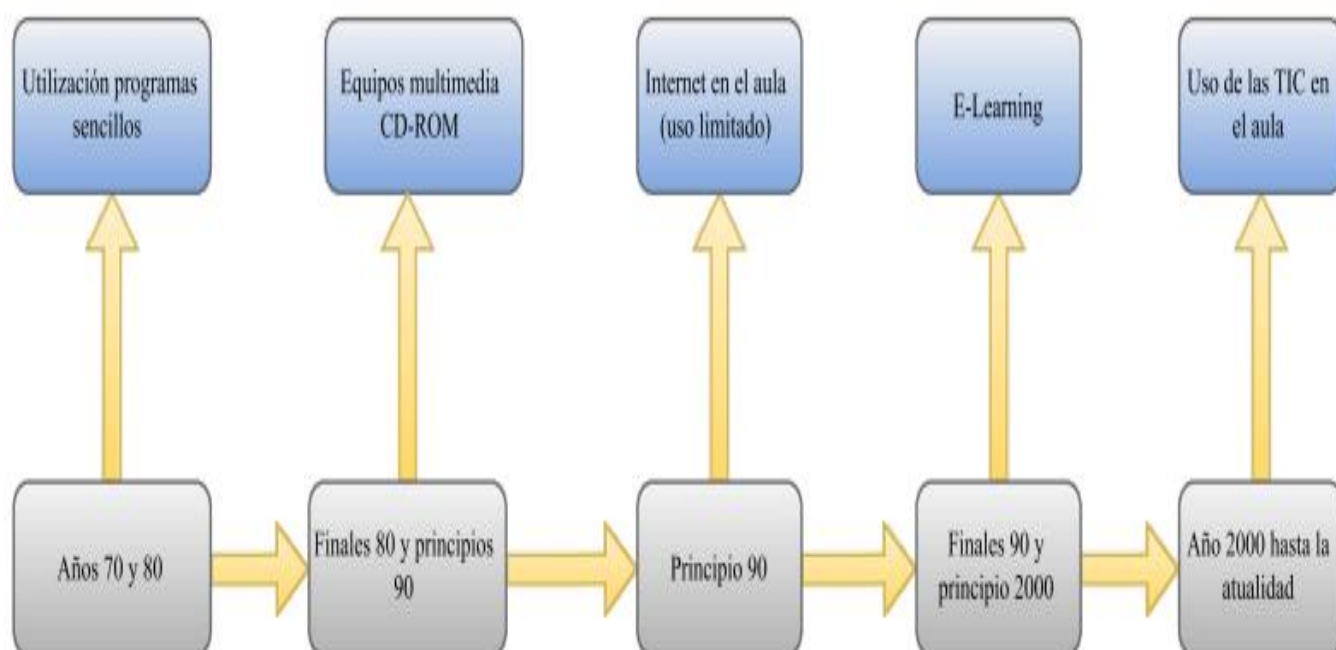 Utilización programas
sencillos
Equipos multimedia
CD-ROM
Internet en el aula
(uso limitado)
E-Learning
Uso de las TIC en
el aula
Años 70 y 80
Finales 80 y principios
90
Principio 90
Finales 90 y
principio 2000
Año 2000 hasta la
atualidad